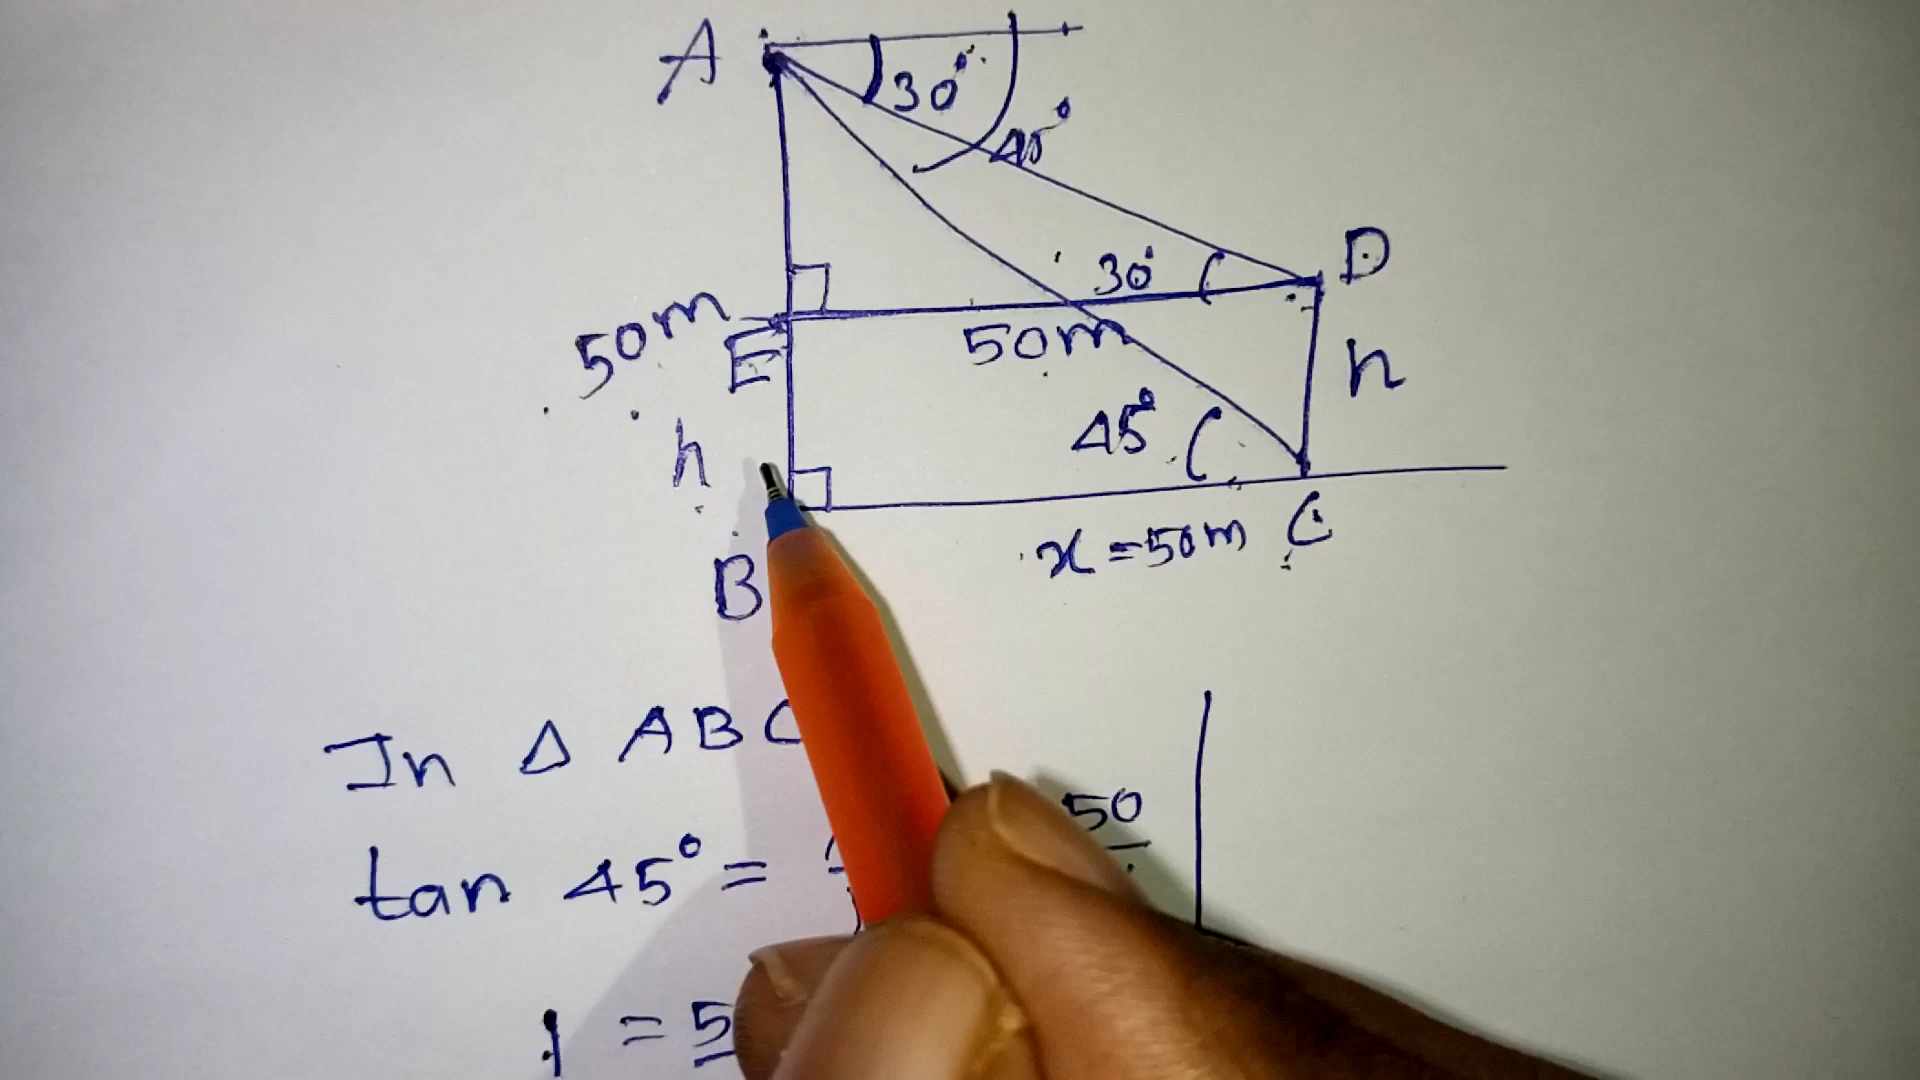 A
30°
45°
D
30°
50m
E
50m
h
45°
h
x = 50m
C
B
In Δ ABC
tan 45° =
50
1 = 5